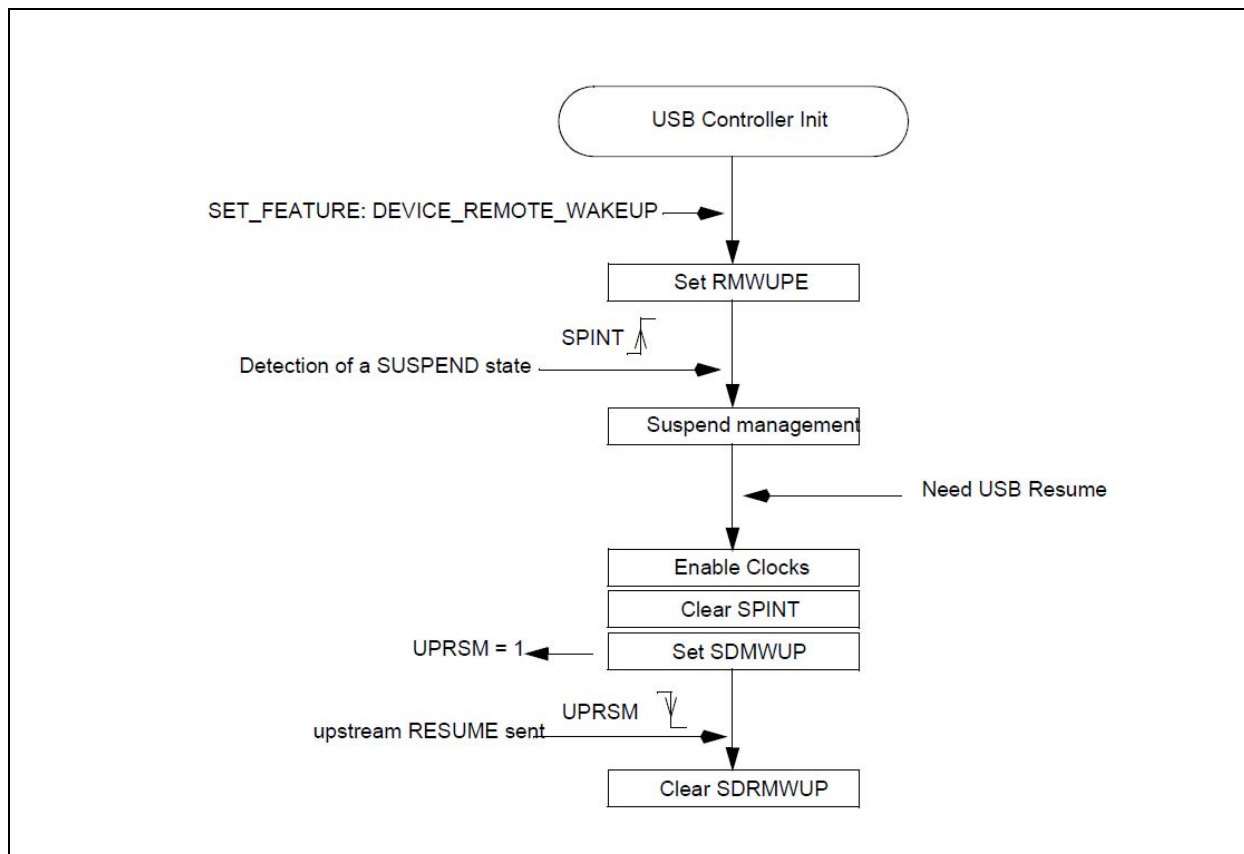 USB Controller Init
SET_FEATURE: DEVICE_REMOTE_WAKEUP
Set RMWUPE
SPINT
Detection of a SUSPEND state
Suspend management
Need USB Resume
Enable Clocks
Clear SPINT
UPRSM = 1
Set SDMWUP
UPRSM
upstream RESUME sent
Clear SDRMWUP